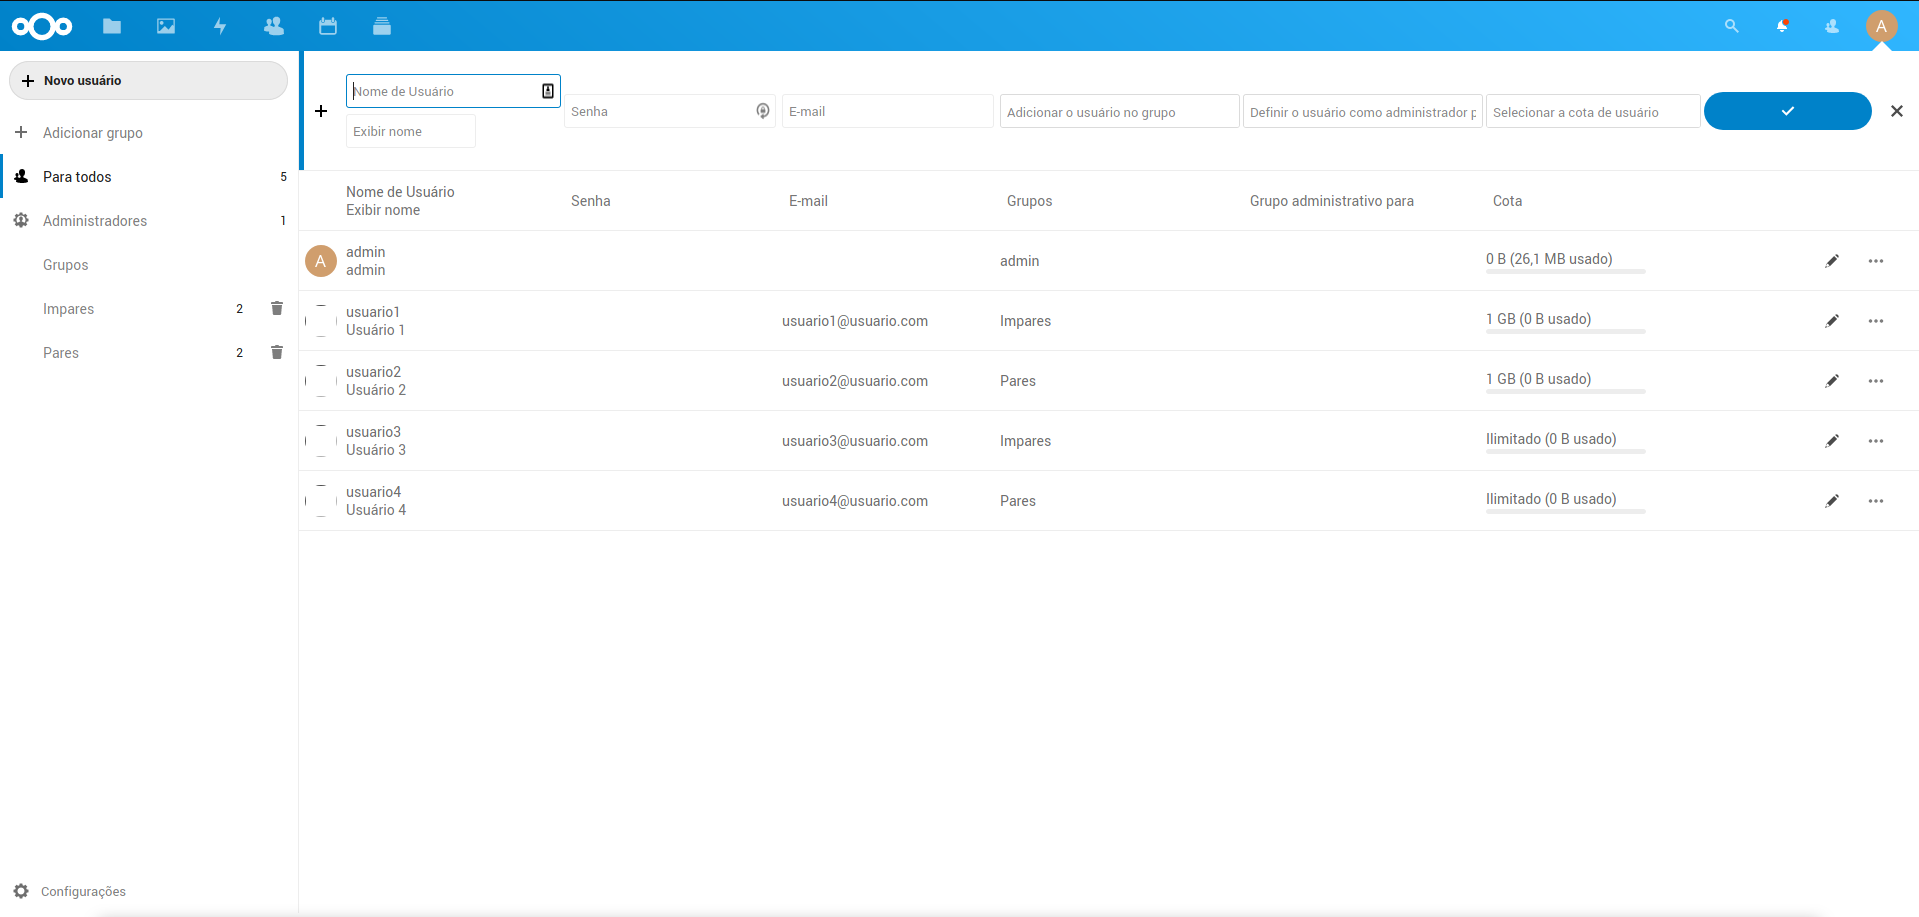 A
Novo usuário
Adicionar grupo
Para todos 5
Administradores 1
Grupos
Impares 2
Pares 2
Configurações
Nome de Usuário
Exibir nome
Senha
E-mail
Adicionar o usuário no grupo
Definir o usuário como administrador p
Selecionar a cota de usuário
Nome de Usuário
Exibir nome
Senha
E-mail
Grupos
Grupo administrativo para
Cota
A
admin
admin
admin
0 B (26,1 MB usado)
usuario1
Usuário 1
usuario1@usuario.com
Impares
1 GB (0 B usado)
usuario2
Usuário 2
usuario2@usuario.com
Pares
1 GB (0 B usado)
usuario3
Usuário 3
usuario3@usuario.com
Impares
Ilimitado (0 B usado)
usuario4
Usuário 4
usuario4@usuario.com
Pares
Ilimitado (0 B usado)